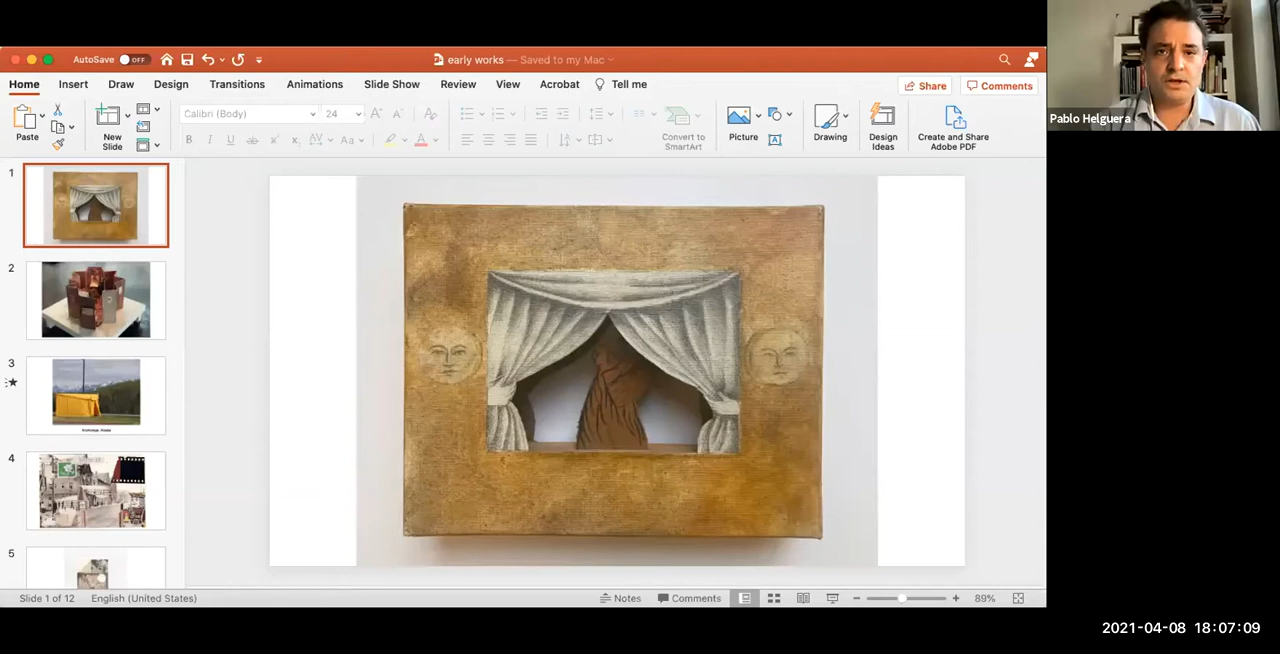 AutoSave OFF
early works — Saved to my Mac
Home Insert Draw Design Transitions Animations Slide Show Review View Acrobat Tell me
Share Comments
Calibri (Body) 24
Paste
New Slide
B I U ab x x AV Aa A
Convert to SmartArt
Picture
Drawing
Design Ideas
Create and Share Adobe PDF
Pablo Helguera
1
2
3
4
5
Slide 1 of 12 English (United States) Notes Comments 89%
2021-04-08 18:07:09